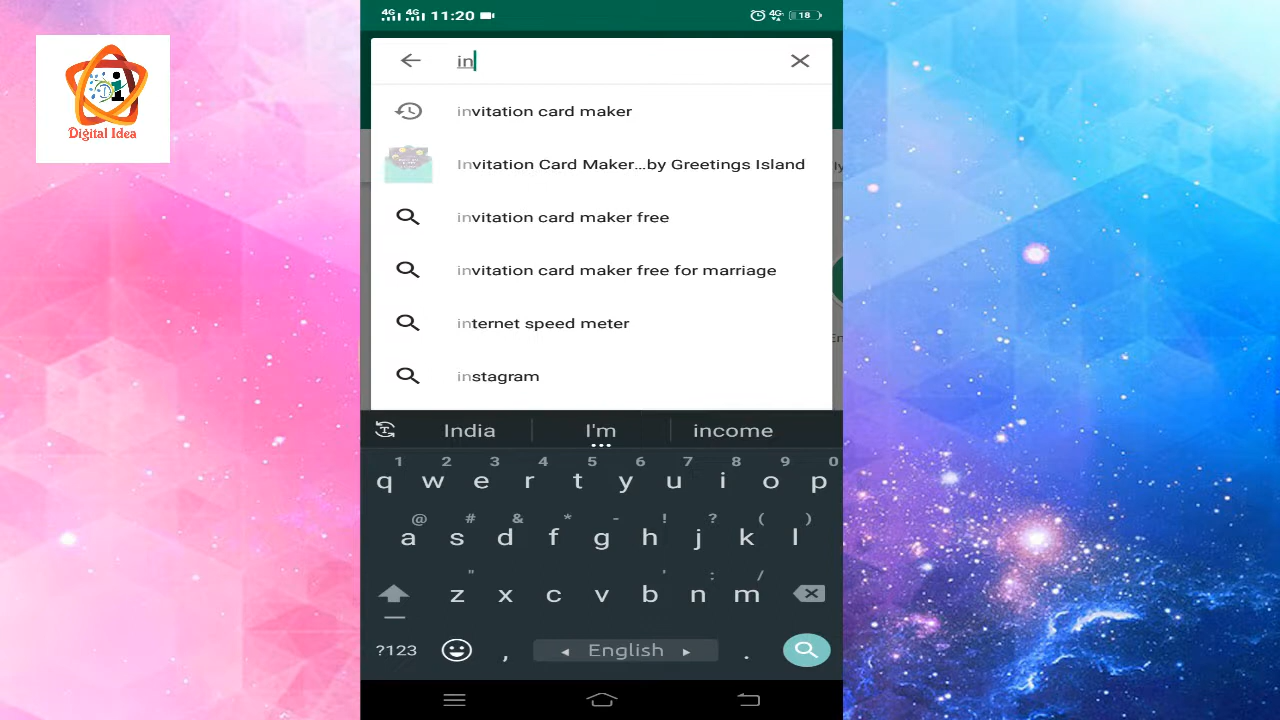 4G 4G 11:20 4G 18
in
invitation card maker
Invitation Card Maker...by Greetings Island
invitation card maker free
invitation card maker free for marriage
internet speed meter
instagram
India I'm income
1 2 3 4 5 6 7 8 9 0
q w e r t y u i o p
@ # & * - ! ? ( )
a s d f g h j k l
" ' : /
z x c v b n m
?123 , ◂ English ▸ .
Digital Idea